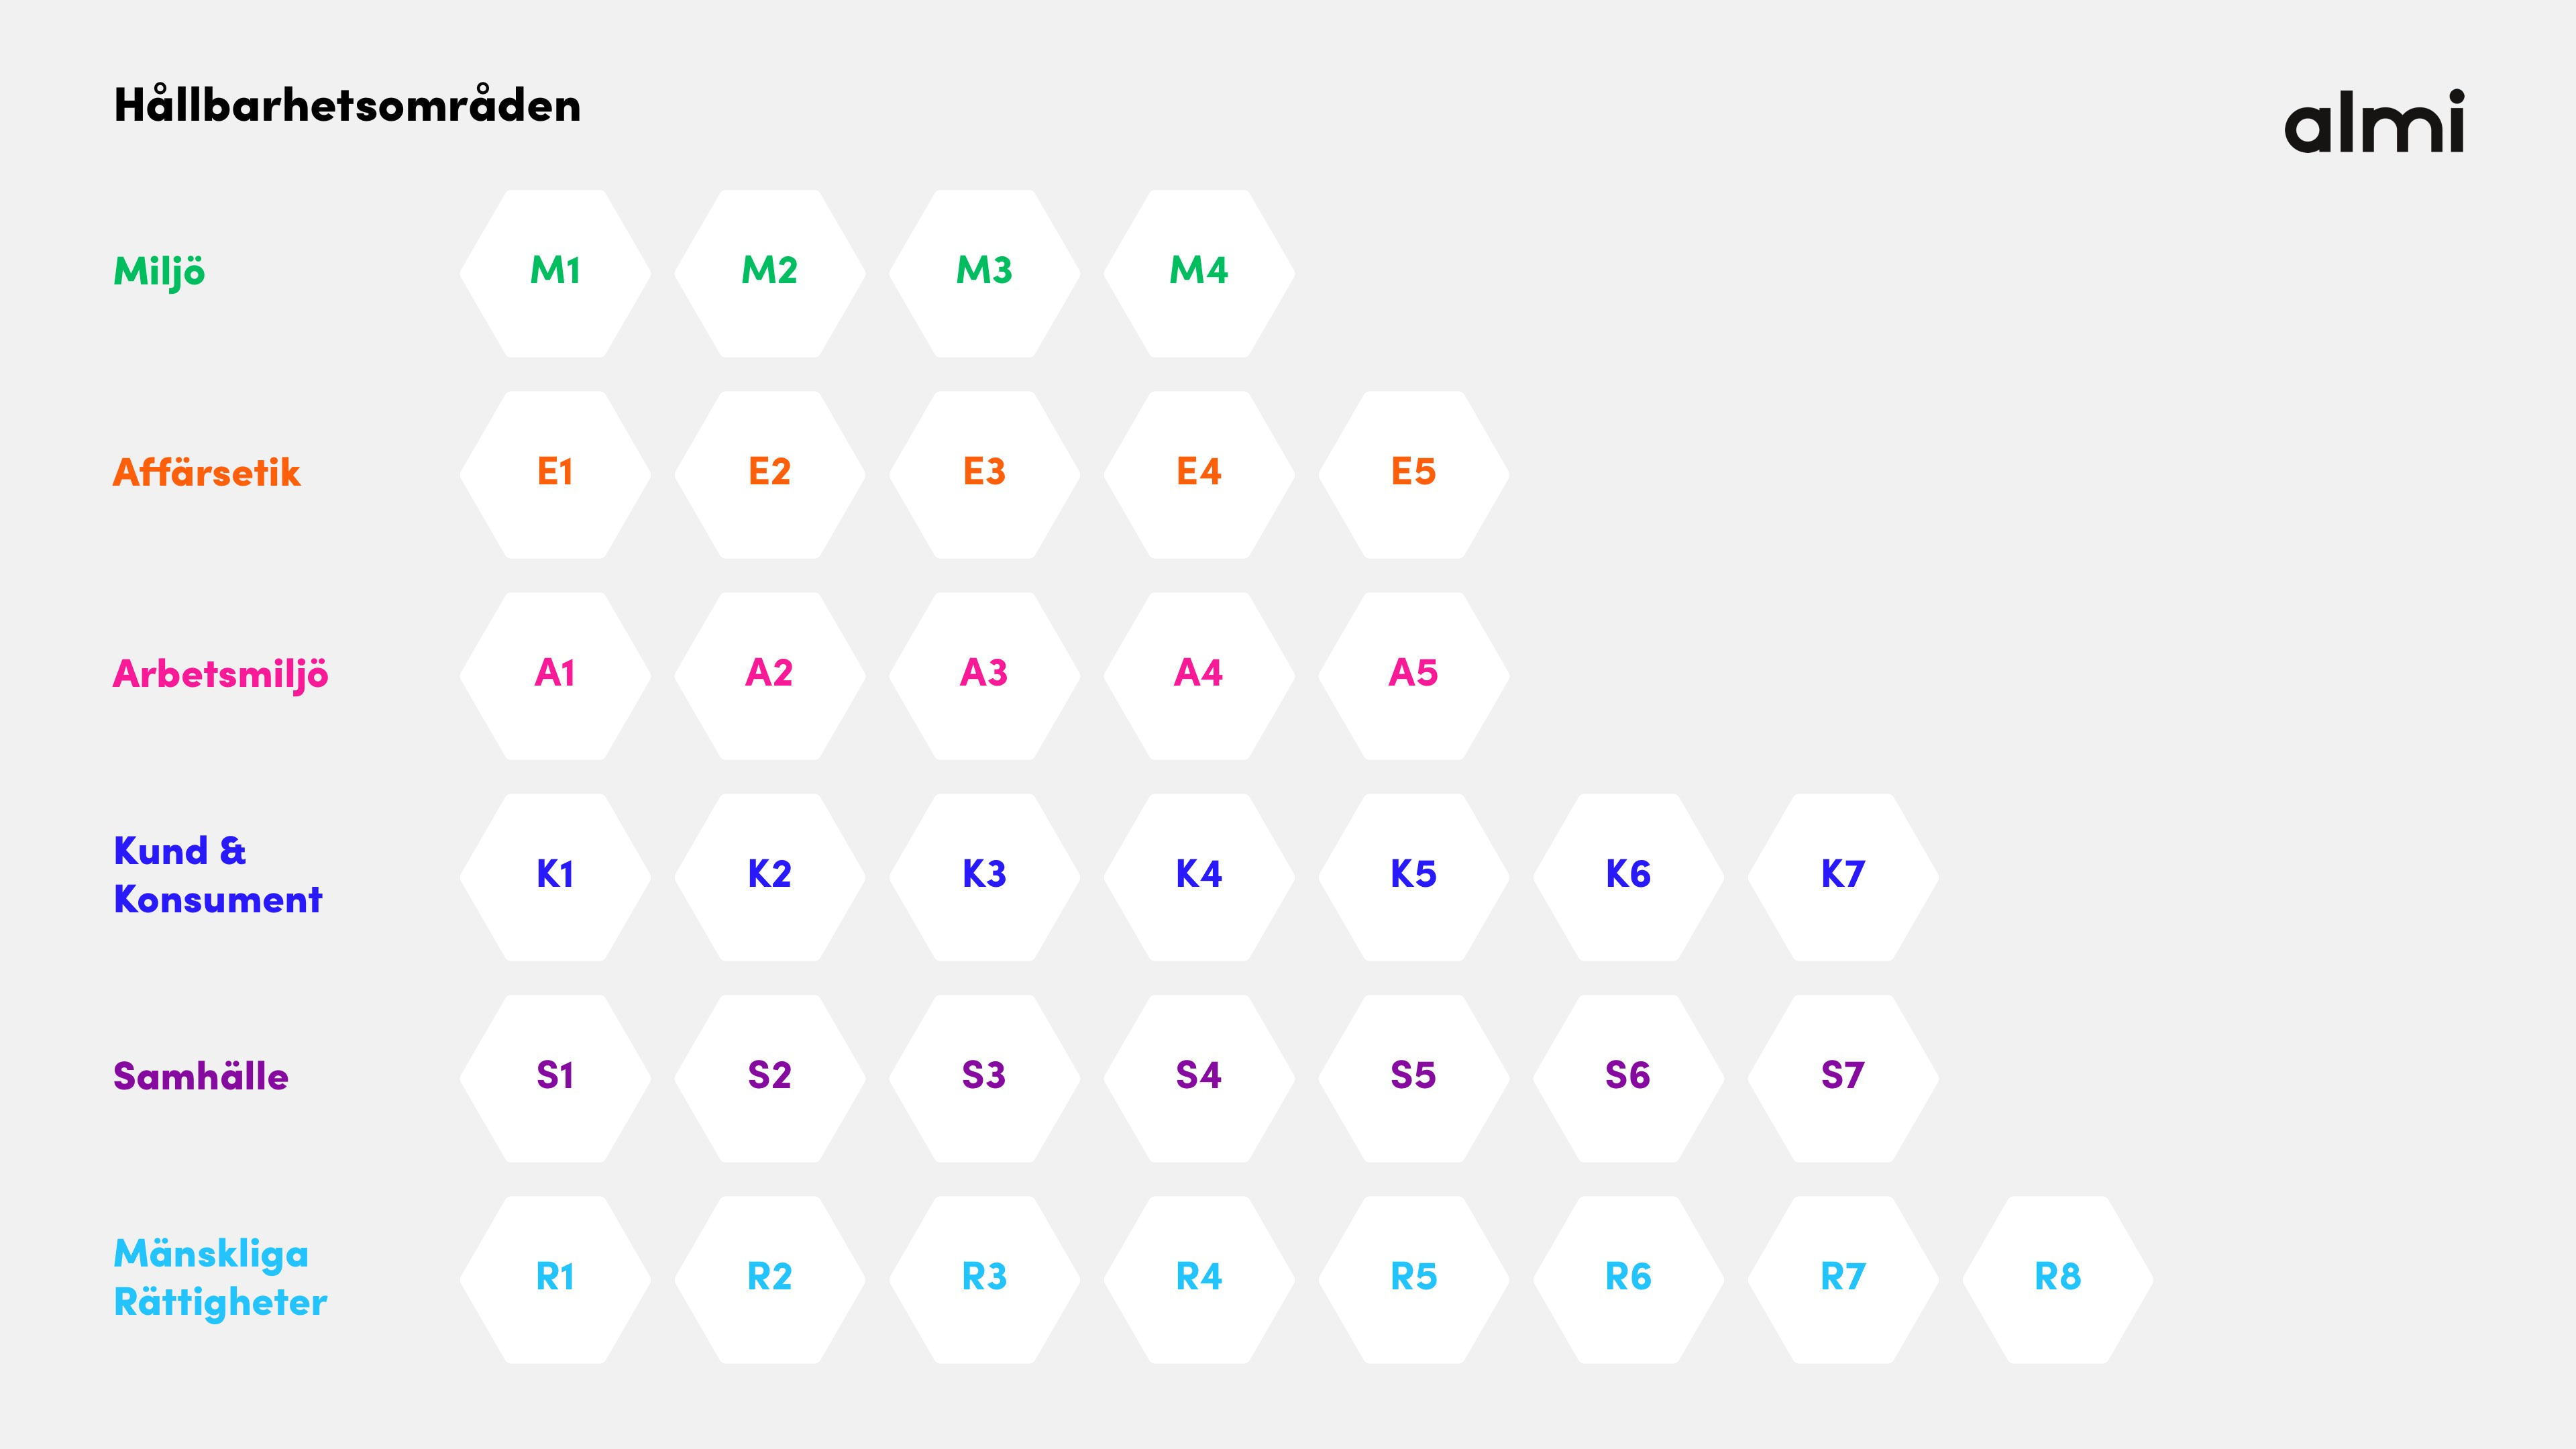 Hållbarhetsområden
almi
Miljö
M1 M2 M3 M4
Affärsetik
E1 E2 E3 E4 E5
Arbetsmiljö
A1 A2 A3 A4 A5
Kund &
Konsument
K1 K2 K3 K4 K5 K6 K7
Samhälle
S1 S2 S3 S4 S5 S6 S7
Mänskliga
Rättigheter
R1 R2 R3 R4 R5 R6 R7 R8